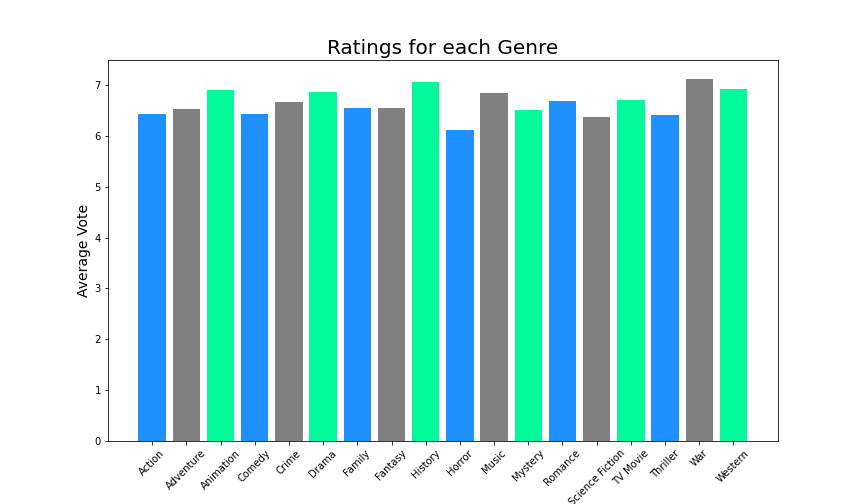 Ratings for each Genre
Average Vote
7
6
5
4
3
2
1
0
Action
Adventure
Animation
Comedy
Crime
Drama
Family
Fantasy
History
Horror
Music
Mystery
Romance
Science Fiction
TV Movie
Thriller
War
Western